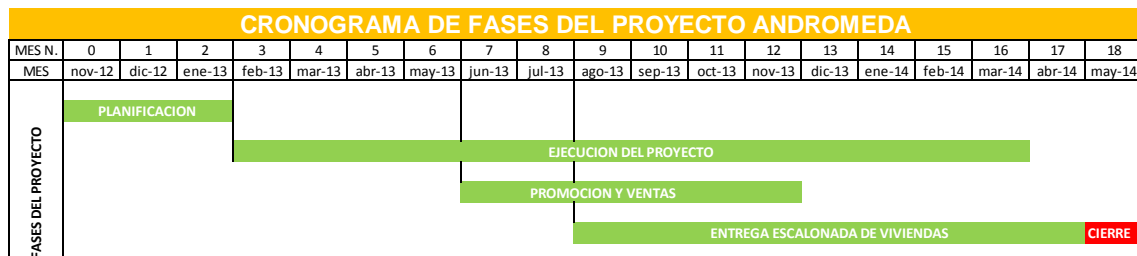 CRONOGRAMA DE FASES DEL PROYECTO ANDROMEDA
MES N. 0 1 2 3 4 5 6 7 8 9 10 11 12 13 14 15 16 17 18
MES nov-12 dic-12 ene-13 feb-13 mar-13 abr-13 may-13 jun-13 jul-13 ago-13 sep-13 oct-13 nov-13 dic-13 ene-14 feb-14 mar-14 abr-14 may-14
FASES DEL PROYECTO
PLANIFICACION
EJECUCION DEL PROYECTO
PROMOCION Y VENTAS
ENTREGA ESCALONADA DE VIVIENDAS CIERRE